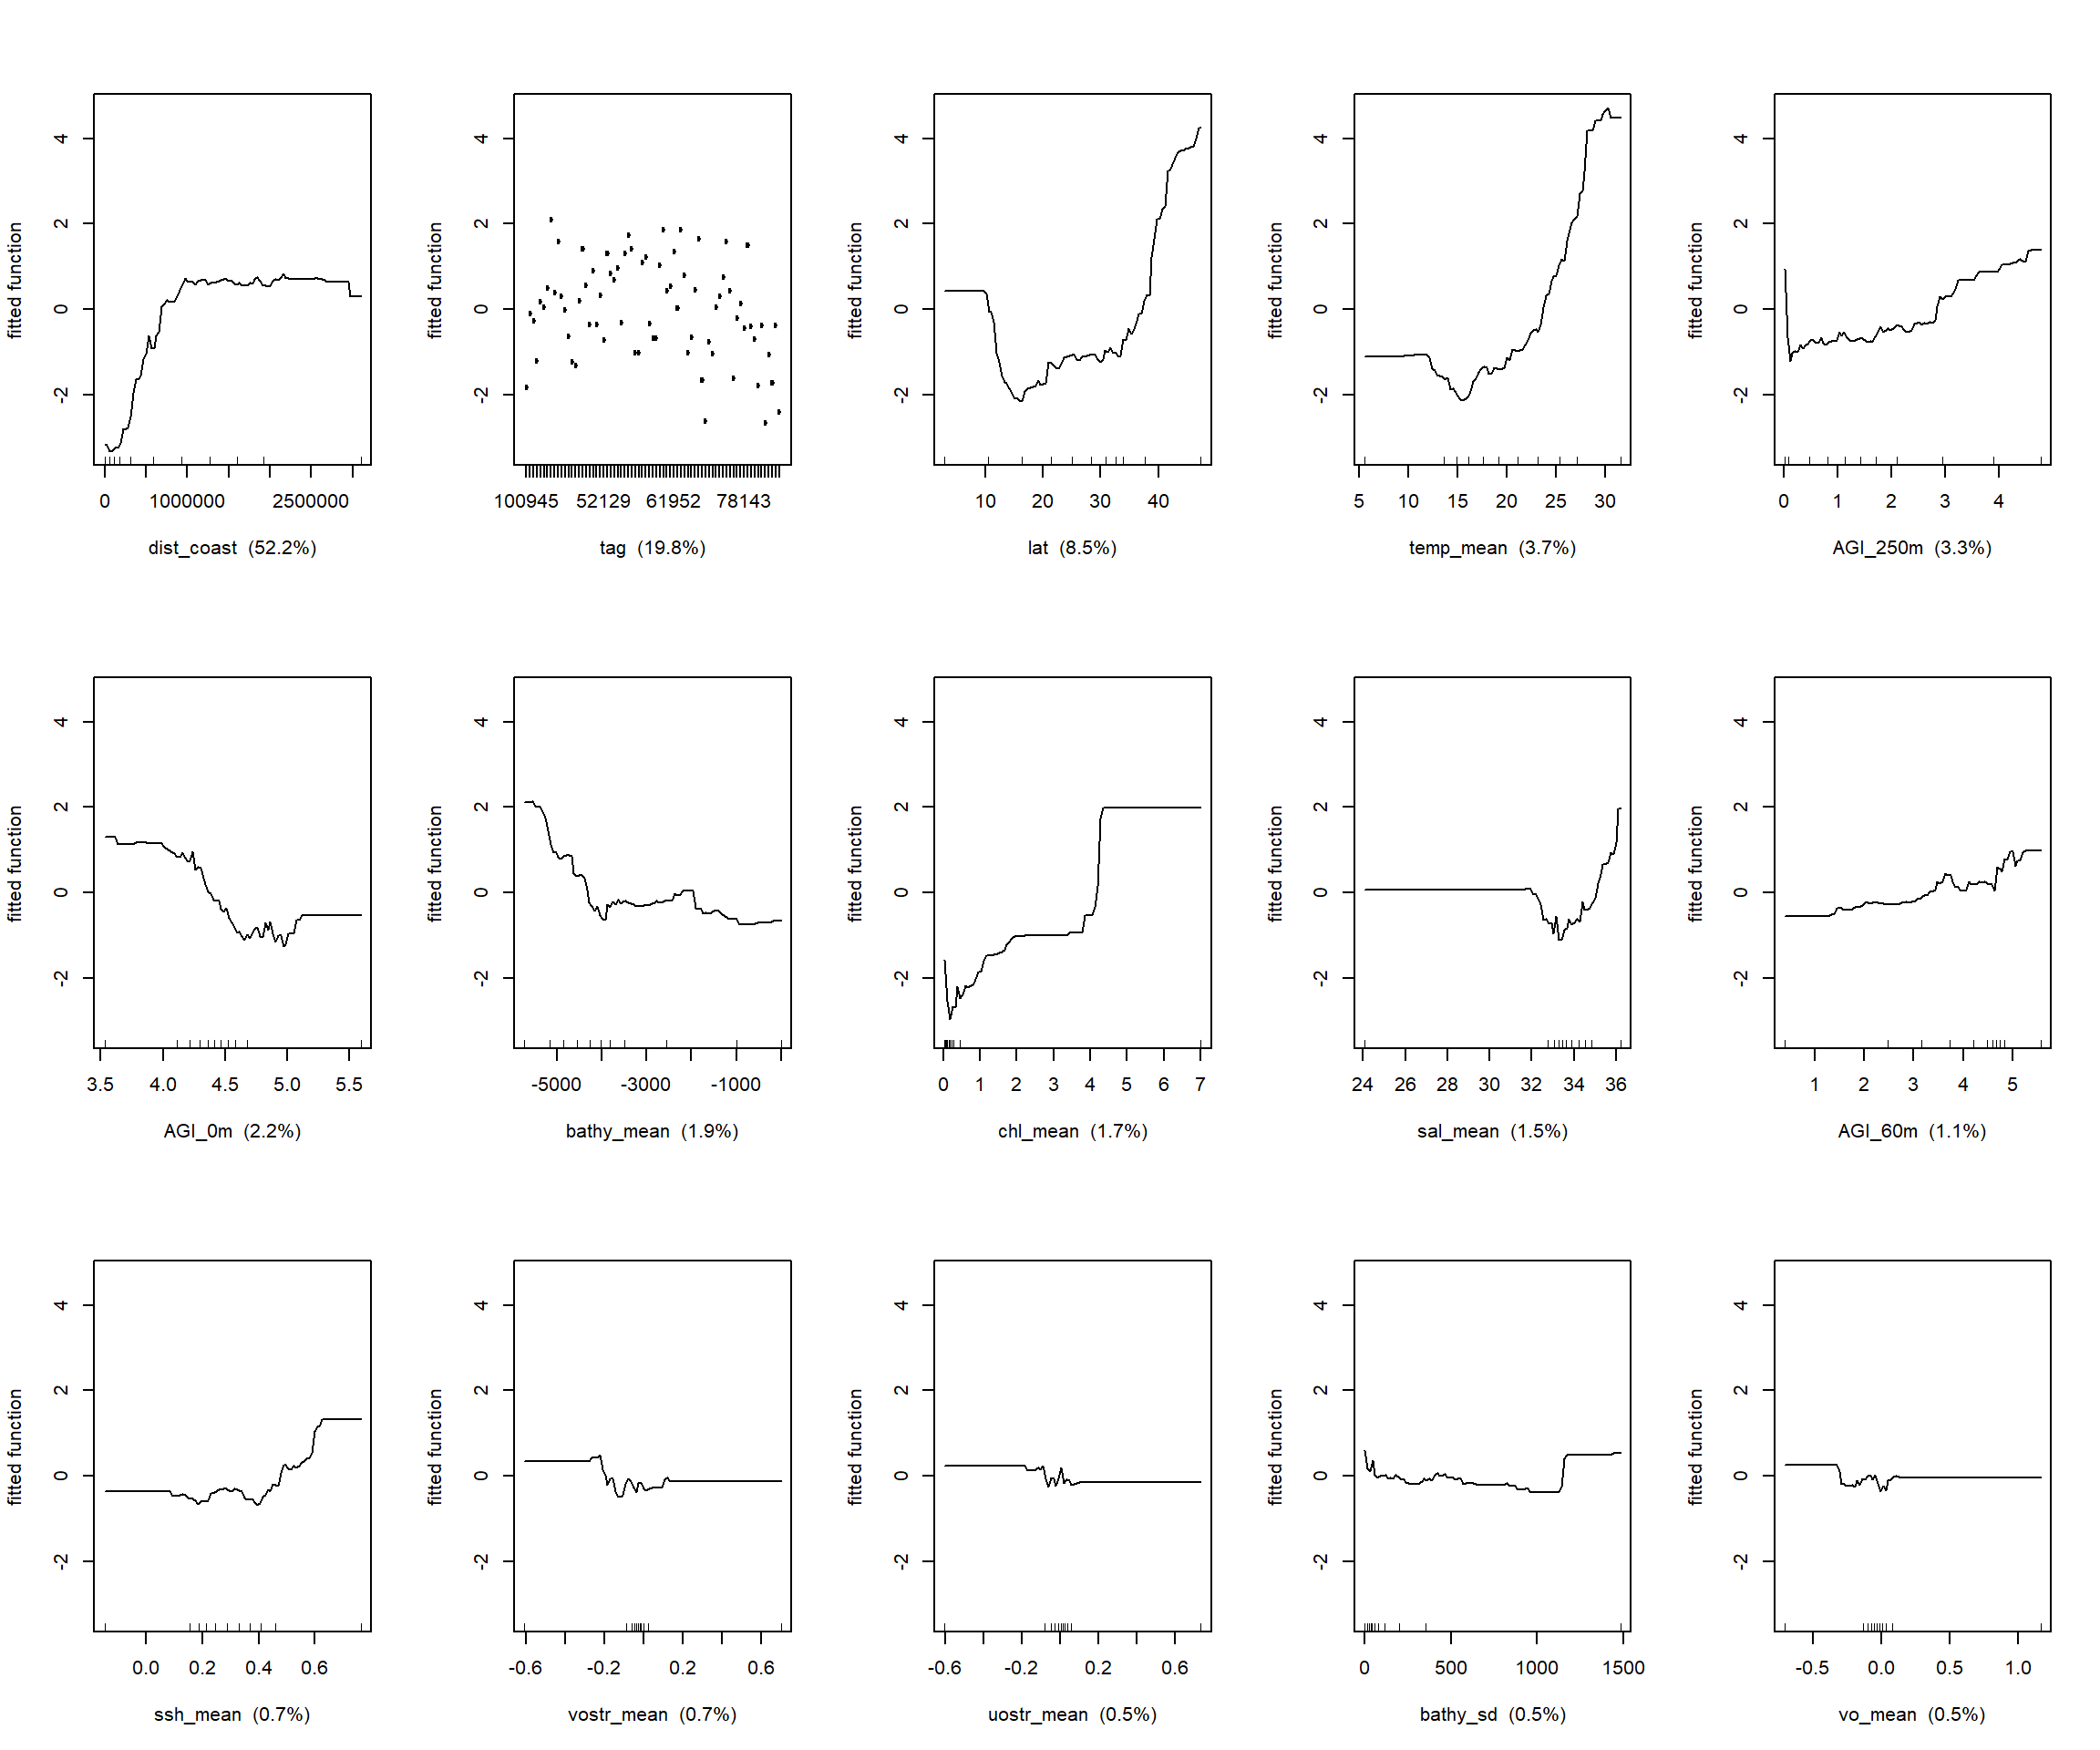 fitted function
4
2
0
-2
0 1000000 2500000
dist_coast (52.2%)
fitted function
4
2
0
-2
100945 52129 61952 78143
tag (19.8%)
fitted function
4
2
0
-2
10 20 30 40
lat (8.5%)
fitted function
4
2
0
-2
5 10 15 20 25 30
temp_mean (3.7%)
fitted function
4
2
0
-2
0 1 2 3 4
AGI_250m (3.3%)
fitted function
4
2
0
-2
3.5 4.0 4.5 5.0 5.5
AGI_0m (2.2%)
fitted function
4
2
0
-2
-5000 -3000 -1000
bathy_mean (1.9%)
fitted function
4
2
0
-2
0 1 2 3 4 5 6 7
chl_mean (1.7%)
fitted function
4
2
0
-2
24 26 28 30 32 34 36
sal_mean (1.5%)
fitted function
4
2
0
-2
1 2 3 4 5
AGI_60m (1.1%)
fitted function
4
2
0
-2
0.0 0.2 0.4 0.6
ssh_mean (0.7%)
fitted function
4
2
0
-2
-0.6 -0.2 0.2 0.6
vostr_mean (0.7%)
fitted function
4
2
0
-2
-0.6 -0.2 0.2 0.6
uostr_mean (0.5%)
fitted function
4
2
0
-2
0 500 1000 1500
bathy_sd (0.5%)
fitted function
4
2
0
-2
-0.5 0.0 0.5 1.0
vo_mean (0.5%)